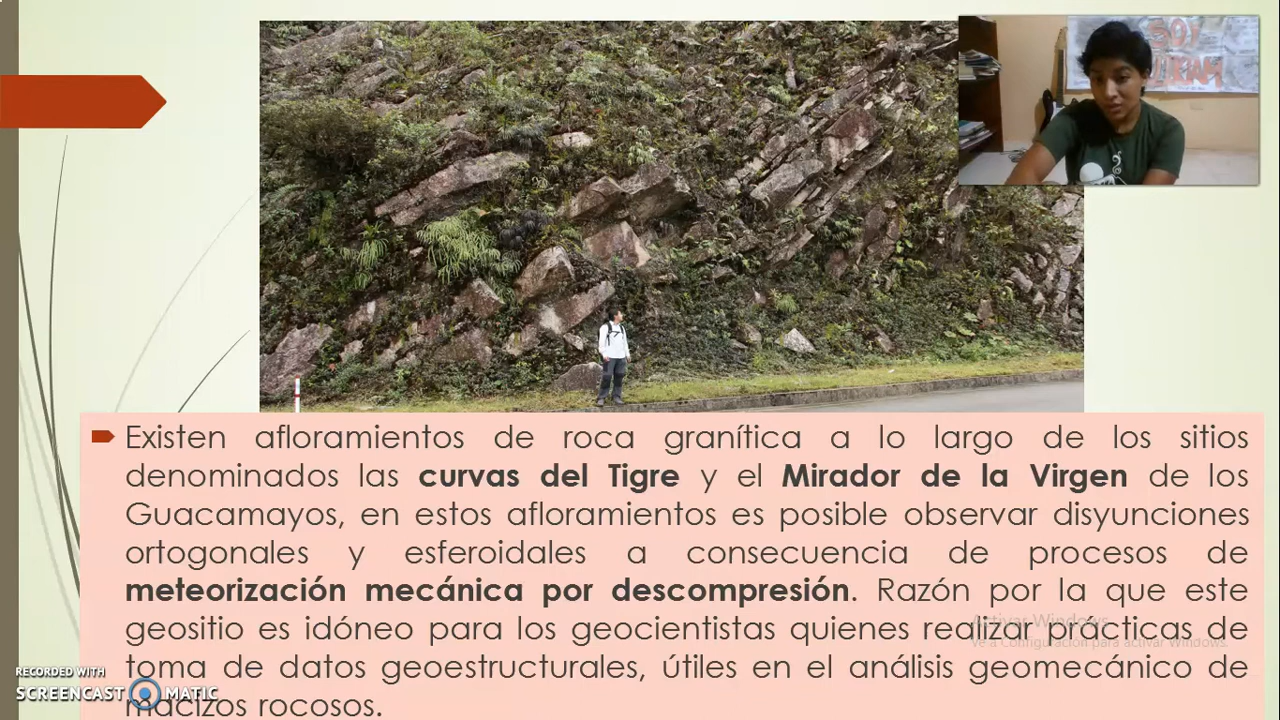 SOY
Existen afloramientos de roca granítica a lo largo de los sitios
denominados las curvas del Tigre y el Mirador de la Virgen de los
Guacamayos, en estos afloramientos es posible observar disyunciones
ortogonales y esferoidales a consecuencia de procesos de
meteorización mecánica por descompresión. Razón por la que este
geositio es idóneo para los geocientistas quienes realizar prácticas de
toma de datos geoestructurales, útiles en el análisis geomecánico de
macizos rocosos.
Activar Windows
Ve a Configuración para activar Windows.
RECORDED WITH
SCREENCAST MATIC